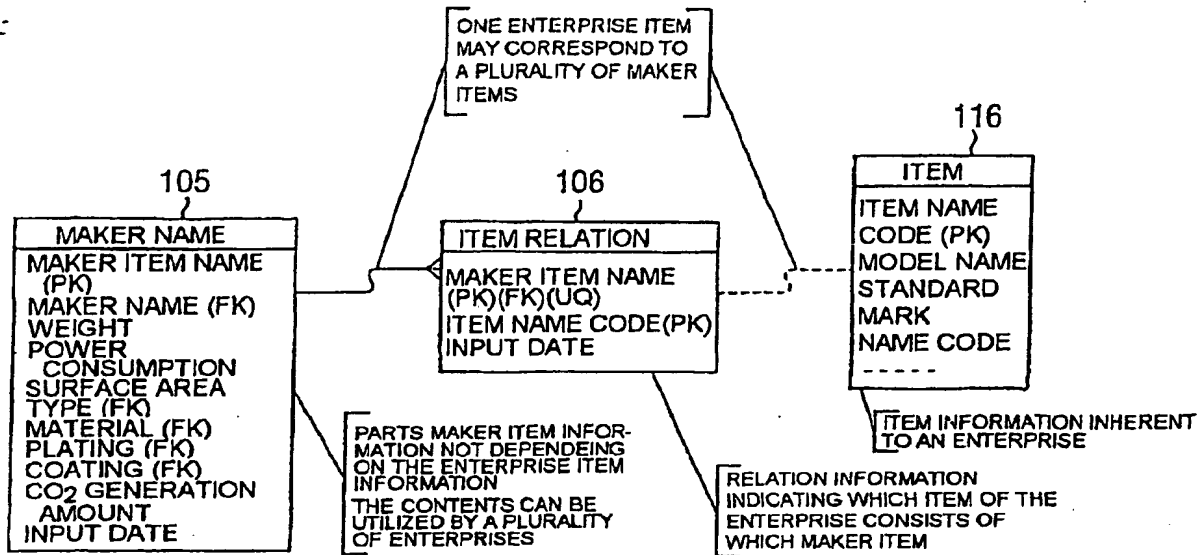 ONE ENTERPRISE ITEM
MAY CORRESPOND TO
A PLURALITY OF MAKER
ITEMS
105
MAKER NAME
MAKER ITEM NAME
(PK)
MAKER NAME (FK)
WEIGHT
POWER
CONSUMPTION
SURFACE AREA
TYPE (FK)
MATERIAL (FK)
PLATING (FK)
COATING (FK)
CO2 GENERATION
AMOUNT
INPUT DATE
106
ITEM RELATION
MAKER ITEM NAME
(PK)(FK)(UQ)
ITEM NAME CODE(PK)
INPUT DATE
116
ITEM
ITEM NAME
CODE (PK)
MODEL NAME
STANDARD
MARK
NAME CODE
-----
PARTS MAKER ITEM INFOR-
MATION NOT DEPENDEING
ON THE ENTERPRISE ITEM
INFORMATION
THE CONTENTS CAN BE
UTILIZED BY A PLURALITY
OF ENTERPRISES
RELATION INFORMATION
INDICATING WHICH ITEM OF THE
ENTERPRISE CONSISTS OF
WHICH MAKER ITEM
ITEM INFORMATION INHERENT
TO AN ENTERPRISE